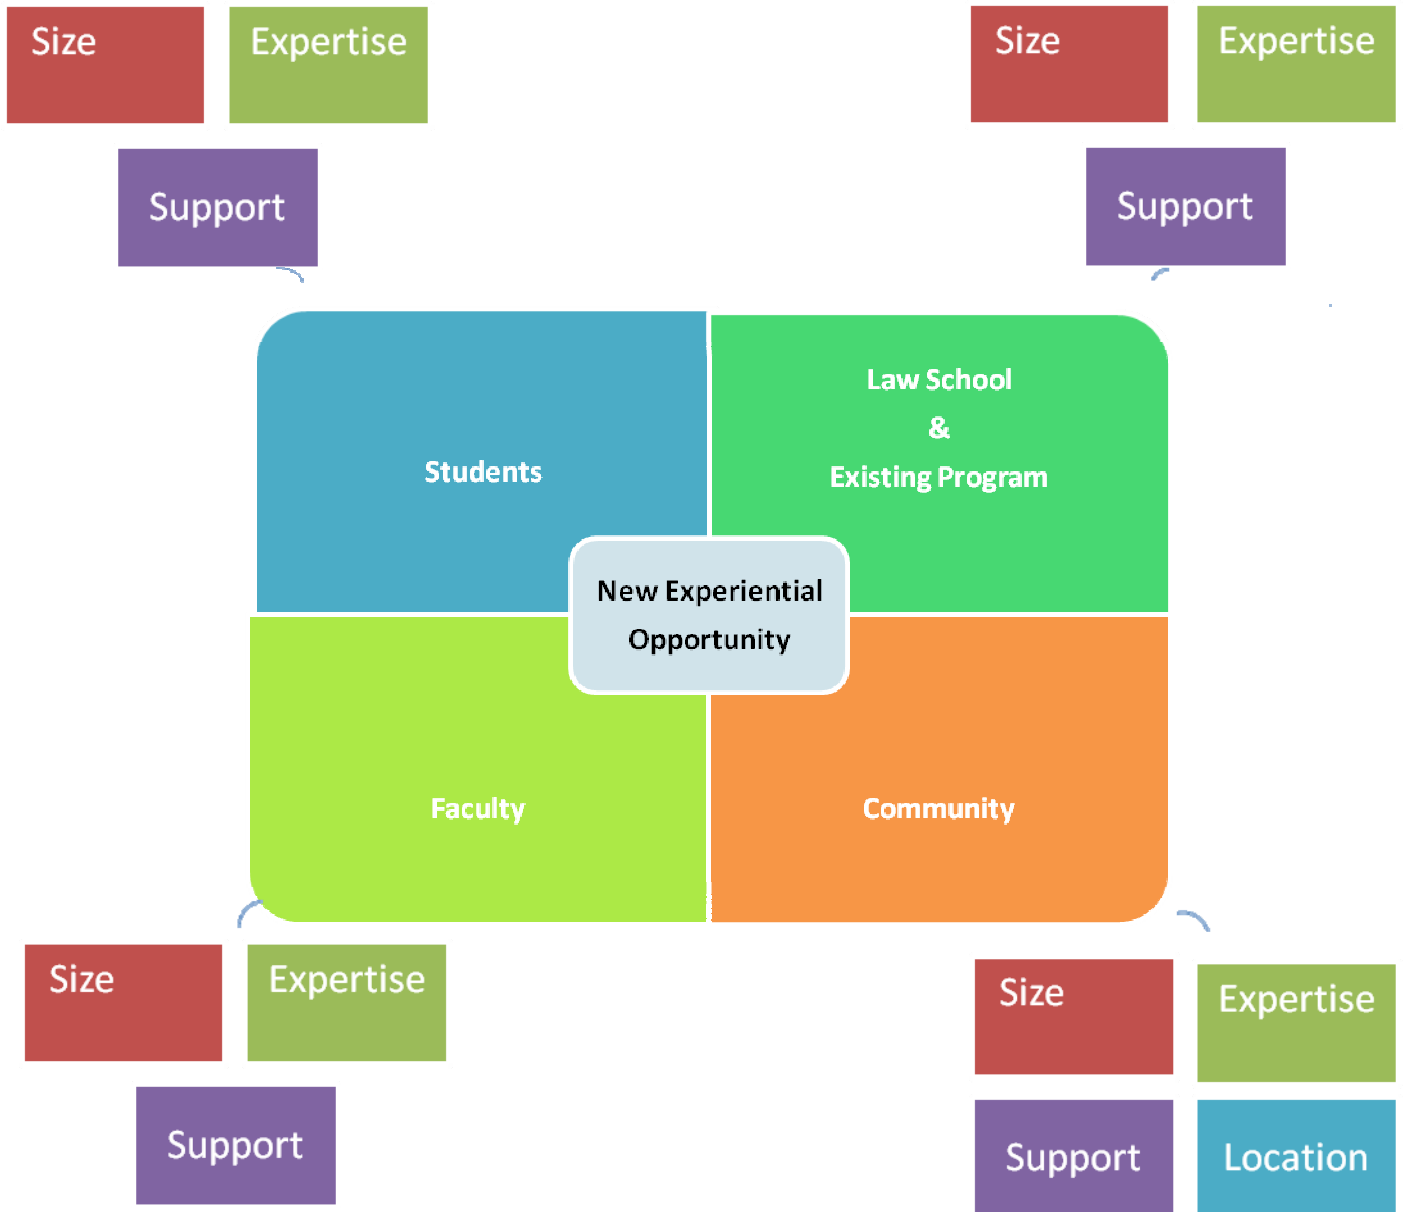 Size
Expertise
Support
Size
Expertise
Support
Students
Law School
&
Existing Program
New Experiential
Opportunity
Faculty
Community
Size
Expertise
Support
Size
Expertise
Support
Location